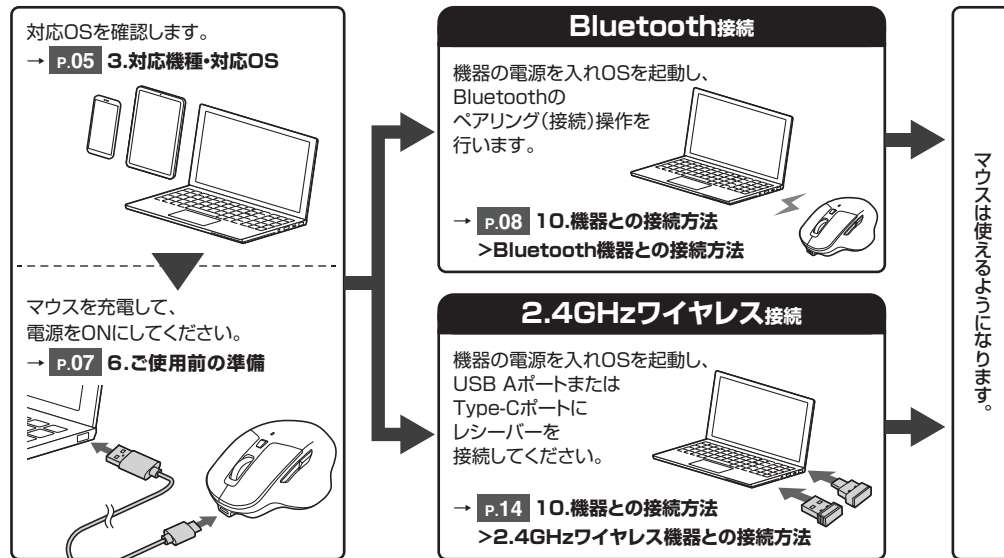 対応OSを確認します。
→ P.05 3.対応機種・対応OS
マウスを充電して、
電源をONにしてください。
→ P.07 6.ご使用前の準備
Bluetooth接続
機器の電源を入れOSを起動し、
Bluetoothの
ペアリング（接続）操作を
行います。
→ P.08 10.機器との接続方法
>Bluetooth機器との接続方法
2.4GHzワイヤレス接続
機器の電源を入れOSを起動し、
USB Aポートまたは
Type-Cポートに
レシーバーを
接続してください。
→ P.14 10.機器との接続方法
>2.4GHzワイヤレス機器との接続方法
マウスは使えるようになります。